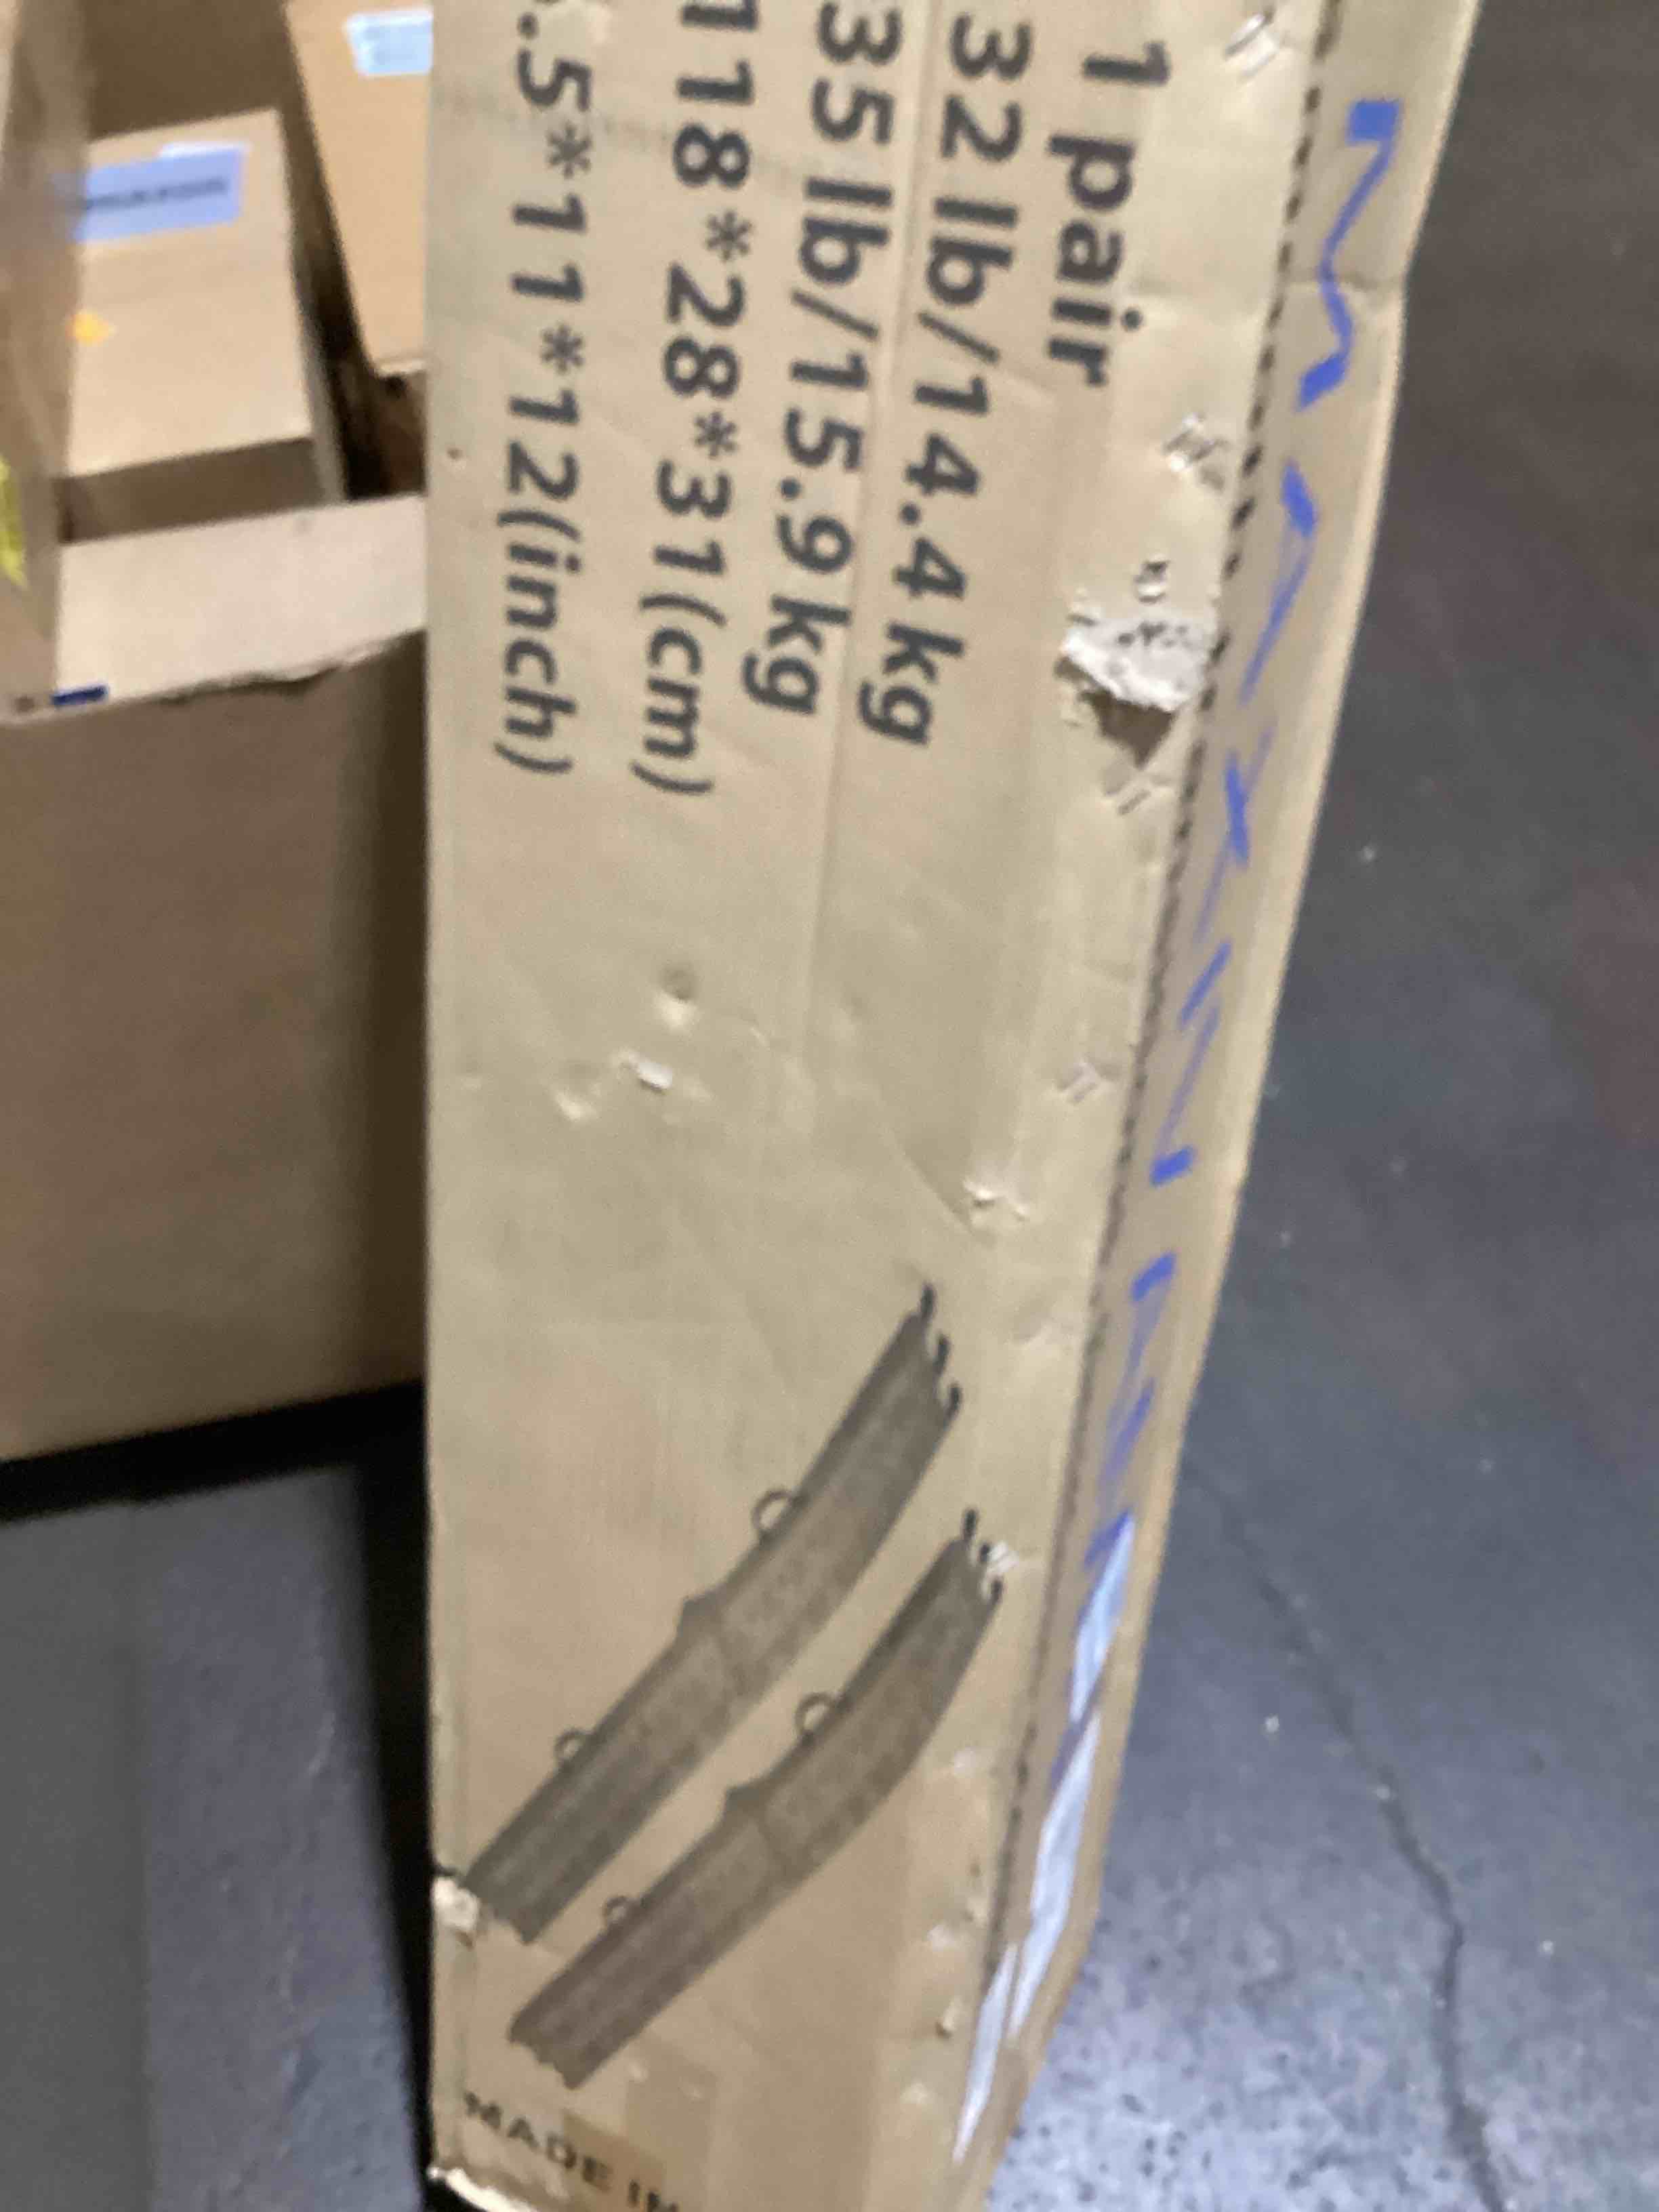 1 pair
32 lb/14.4 kg
35 lb/15.9 kg
118*28*31(cm)
.5*11*12(inch)
MADE IN